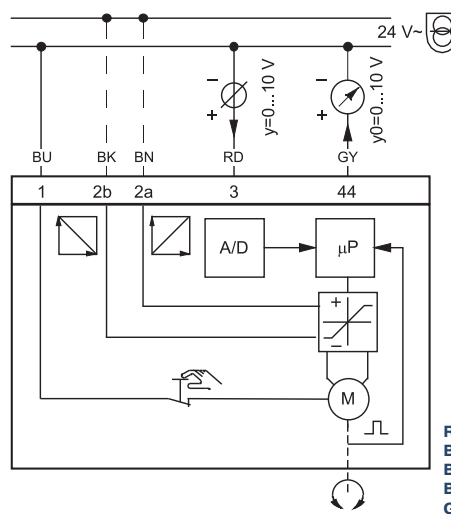 24 V~
− −
+ y=0...10 V + y0=0...10 V
BU BK BN RD GY
1 2b 2a 3 44
A/D µP
+
−
M
R
B
B
B
G